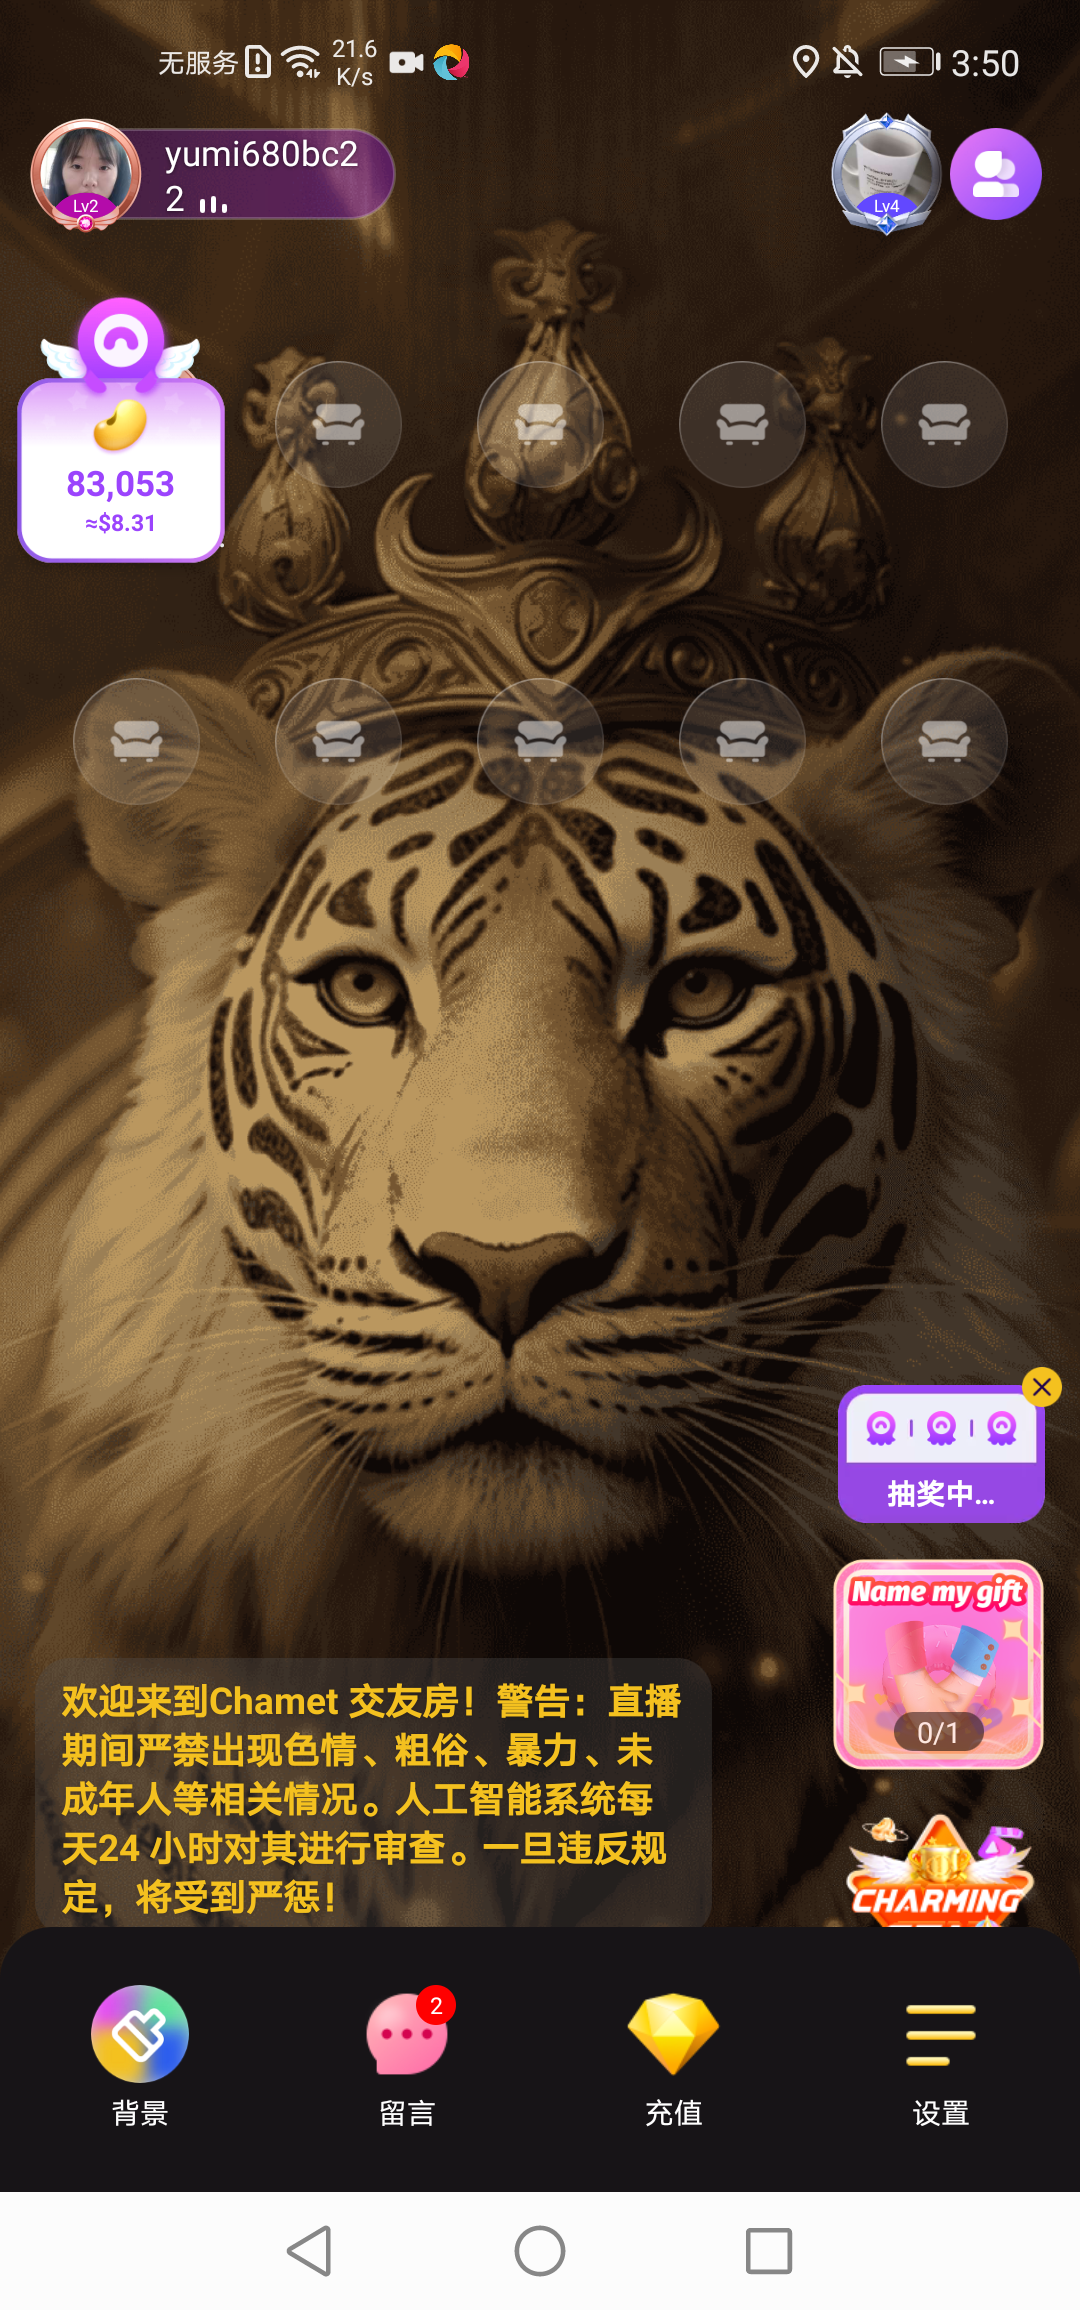 无服务 21.6 K/s 3:50
yumi680bc2
2
Lv2
Lv4
83,053
≈$8.31
抽奖中...
Name my gift
0/1
欢迎来到Chamet 交友房！警告：直播
期间严禁出现色情、粗俗、暴力、未
成年人等相关情况。人工智能系统每
天24 小时对其进行审查。一旦违反规
定，将受到严惩！
CHARMING
2
背景 留言 充值 设置